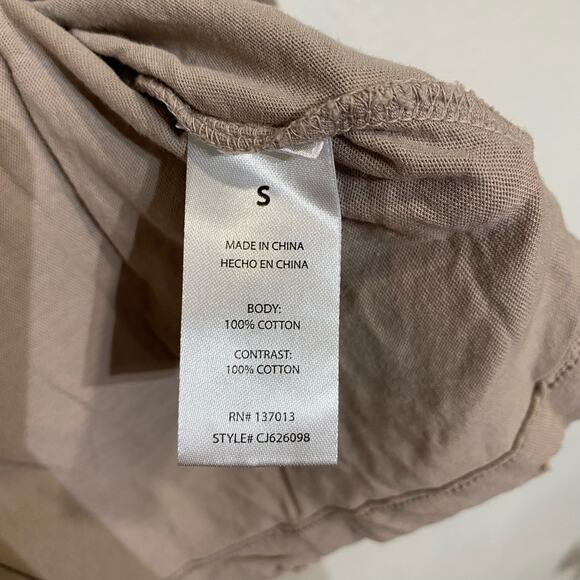 S
MADE IN CHINA
HECHO EN CHINA
BODY:
100% COTTON
CONTRAST:
100% COTTON
RN# 137013
STYLE# CJ626098